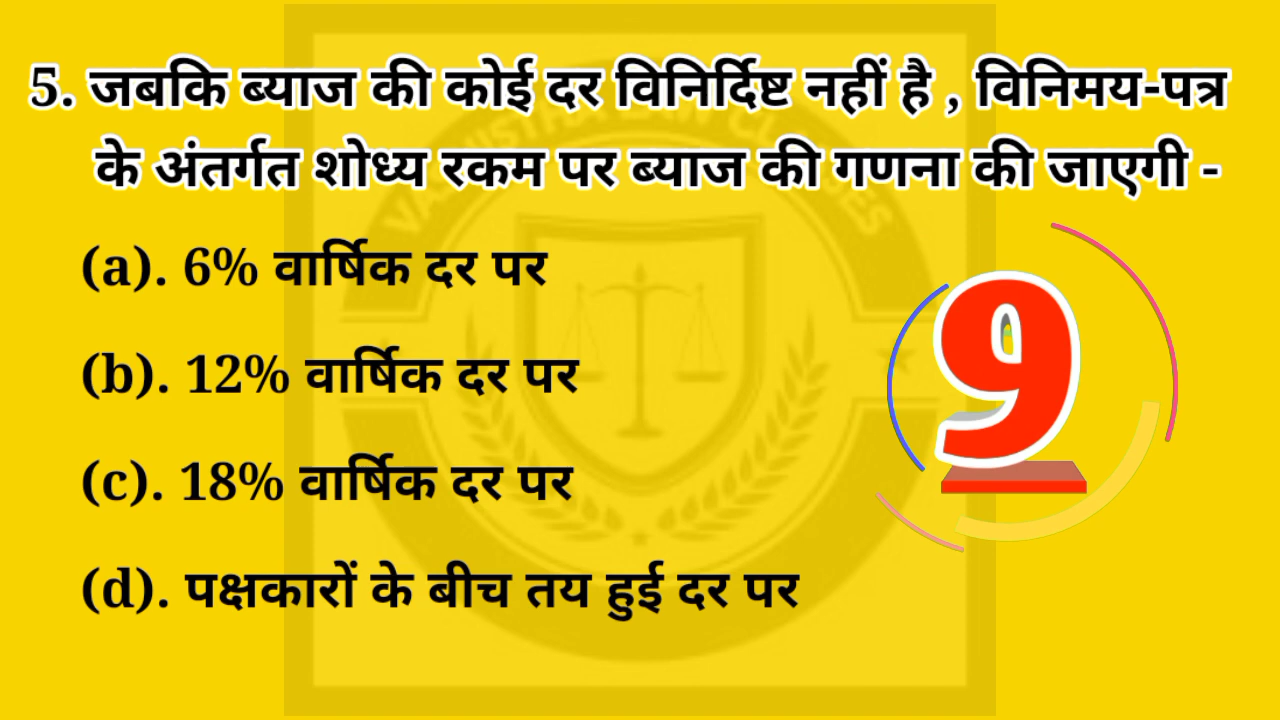 5. जबकि ब्याज की कोई दर विनिर्दिष्ट नहीं है , विनिमय-पत्र
के अंतर्गत शोध्य रकम पर ब्याज की गणना की जाएगी -
(a). 6% वार्षिक दर पर
(b). 12% वार्षिक दर पर
(c). 18% वार्षिक दर पर
(d). पक्षकारों के बीच तय हुई दर पर
9